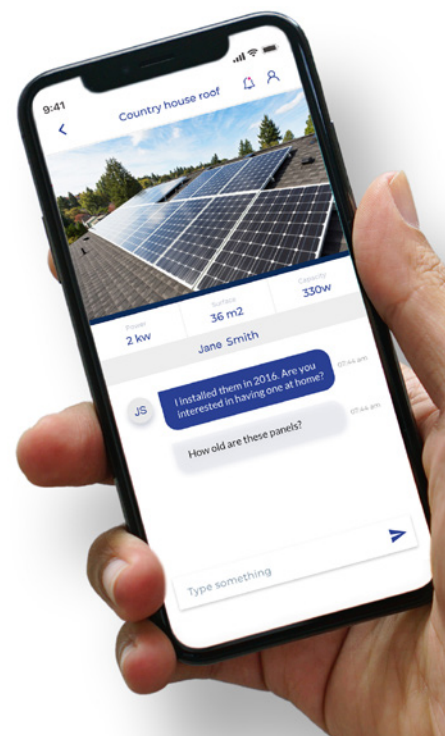 9:41
Country house roof
Power
Surface
Capacity
2 kw
36 m2
330w
Jane Smith
JS
I installed them in 2016. Are you
interested in having one at home?
07:44 am
How old are these panels?
07:44 am
Type something